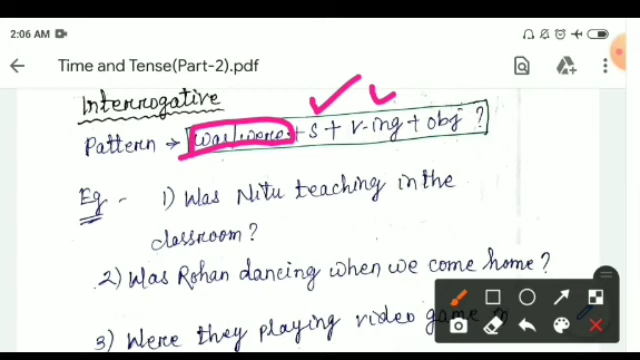 2:06 AM
Time and Tense(Part-2).pdf
Interrogative
Pattern → was/were + S + V-ing + obj ?
Eg - 1) Was Nitu teaching in the
classroom?
2) Was Rohan dancing when we come home?
3) Were they playing video game